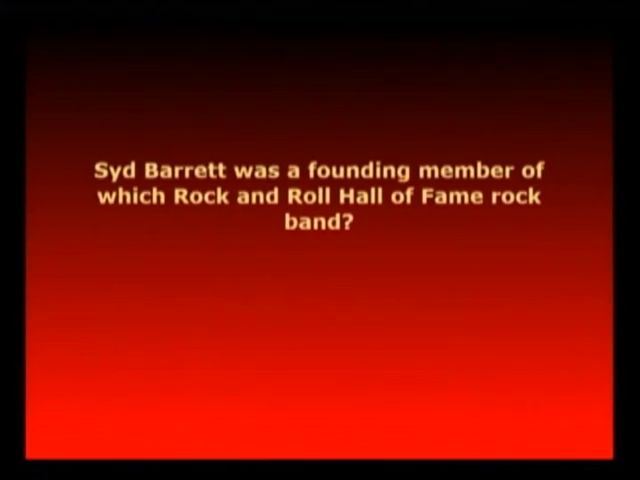 Syd Barrett was a founding member of
which Rock and Roll Hall of Fame rock
band?